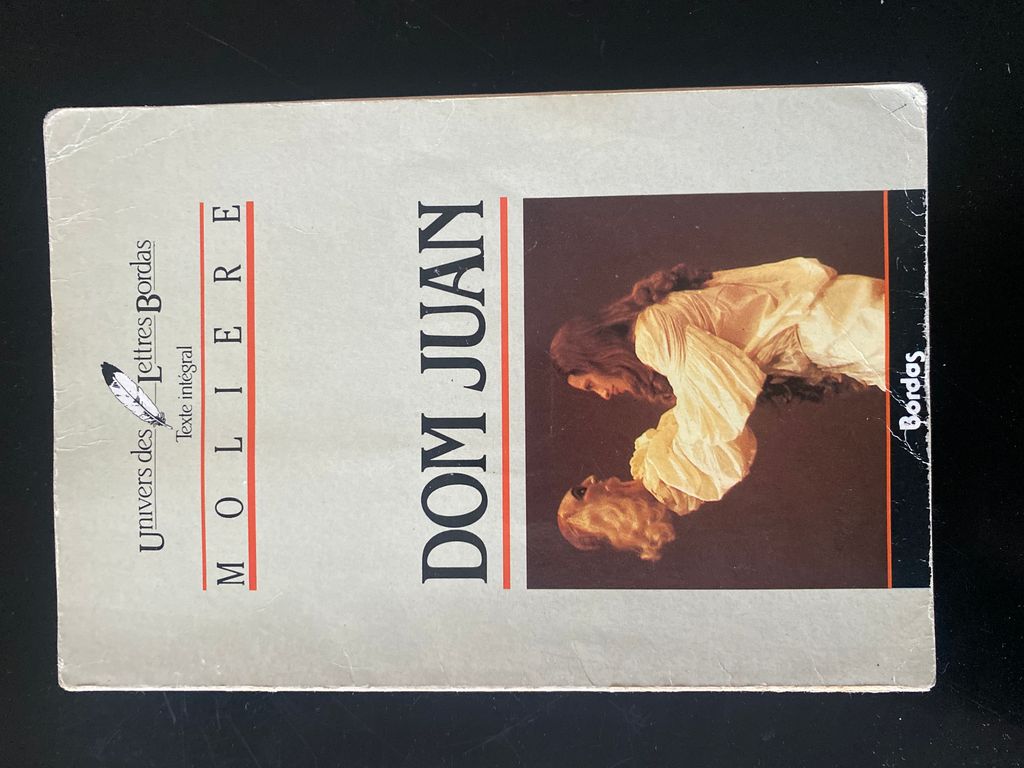 Univers des Lettres Bordas
Texte intégral
MOLIERE
DOM JUAN
Bordas